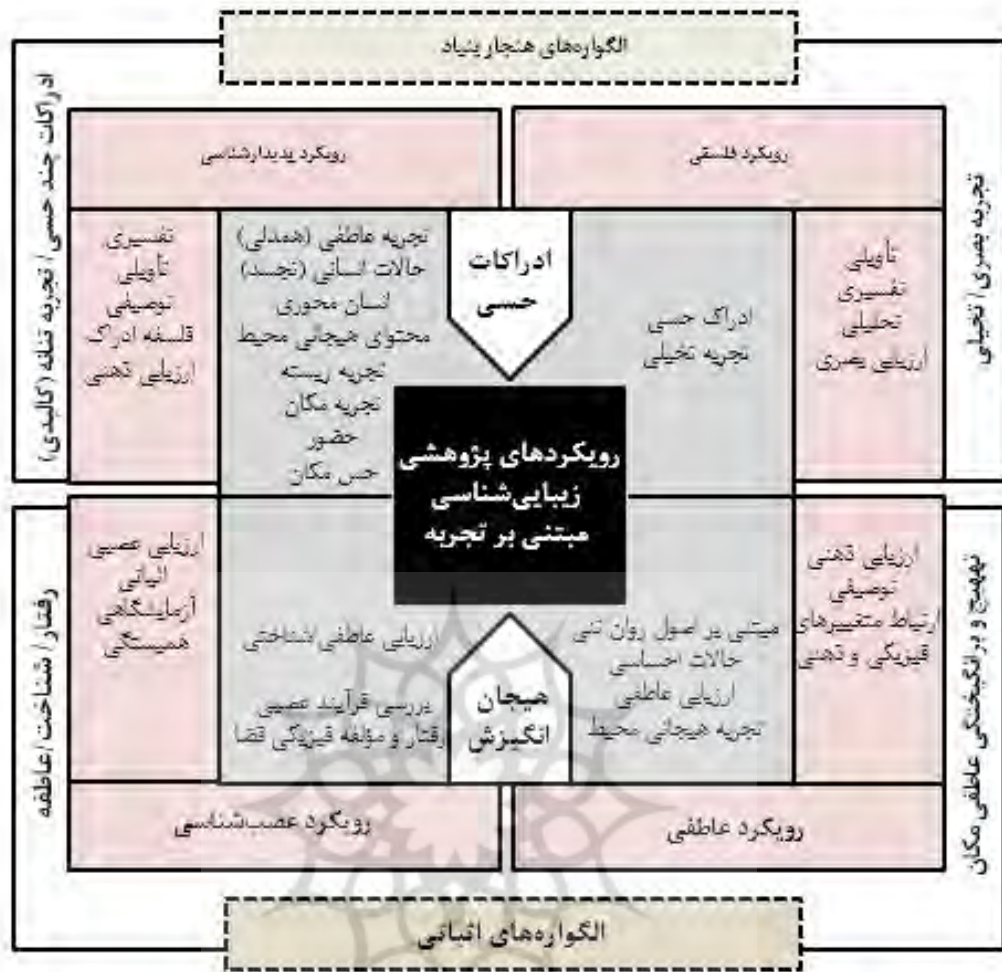 الگواره‌های هنجار بنیاد
رویکرد فلسفی
رویکرد پدیدارشناسی
تجربه بصری / تخیلی
تأویلی
تفسیری
تحلیلی
ارزیابی بصری
ادراک حسی
تجربه تخیلی
ادراکات
حسی
تجربه عاطفی (همدلی)
حالات انسانی (تجسد)
انسان محوری
محتوای هیجانی محیط
تجربه زیسته
تجربه مکان
حضور
حس مکان
تفسیری
تأویلی
توصیفی
فلسفه ادراک
ارزیابی ذهنی
ادراکات چند حسی / تجربه تنانه (کالبدی)
رویکردهای پژوهشی
زیبایی‌شناسی
مبتنی بر تجربه
تهییج و برانگیختگی عاطفی مکان
ارزیابی ذهنی
توصیفی
ارتباط متغییرهای
فیزیکی و ذهنی
مبتنی بر اصول روان تنی
حالات احساسی
ارزیابی عاطفی
تجربه هیجانی محیط
هیجان
انگیزش
ارزیابی عاطفی/شناختی
بررسی فرآیند عصبی
رفتار و مؤلفه فیزیکی فضا
ارزیابی عصبی
اثباتی
آزمایشگاهی
همبستگی
رفتار / شناخت / عاطفه
رویکرد عاطفی
رویکرد عصب‌شناسی
الگواره‌های اثباتی